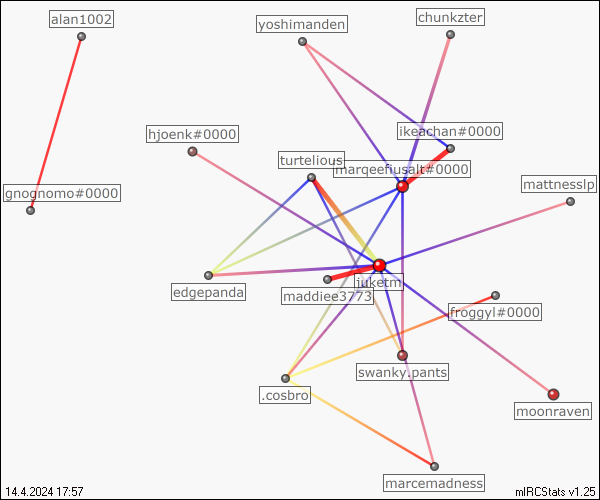 alan1002
yoshimanden
chunkzter
hjoenk#0000
ikeachan#0000
turtelious
marqeefiusalt#0000
gnognomo#0000
mattnesslp
edgepanda
maddiee3773
juketm
froggyl#0000
swanky.pants
.cosbro
moonraven
marcemadness
14.4.2024 17:57
mIRCStats v1.25